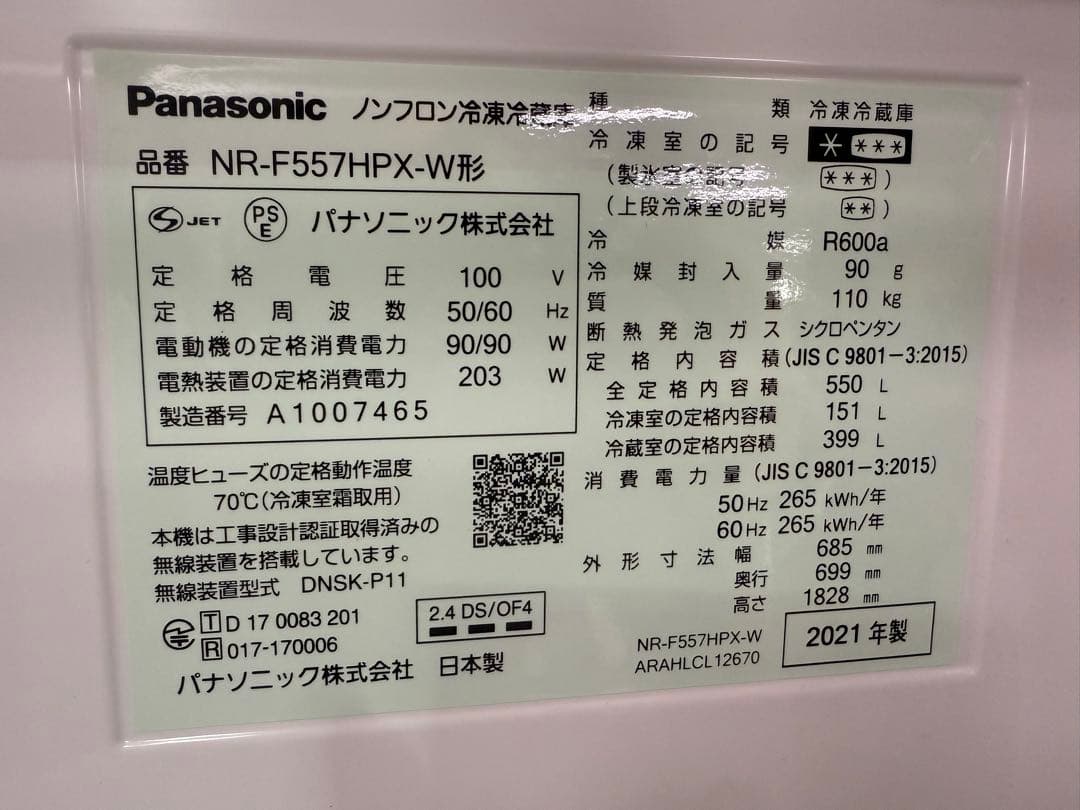 Panasonic ノンフロン冷凍冷蔵庫
品番 NR-F557HPX-W形
S JET PSE パナソニック株式会社
定格電圧 100 V
定格周波数 50/60 Hz
電動機の定格消費電力 90/90 W
電熱装置の定格消費電力 203 W
製造番号 A1007465
温度ヒューズの定格動作温度
70℃(冷凍室霜取用)
本機は工事設計認証取得済みの
無線装置を搭載しています。
無線装置型式 DNSK-P11
T D 17 0083 201
R 017-170006
2.4 DS/OF4
パナソニック株式会社 日本製
種類 冷凍冷蔵庫
冷凍室の記号 * ***
(製氷室の記号 ***)
(上段冷凍室の記号 **)
冷媒 R600a
冷媒封入量 90 g
質量 110 kg
断熱発泡ガス シクロペンタン
定格内容積(JIS C 9801-3:2015)
全定格内容積 550 L
冷凍室の定格内容積 151 L
冷蔵室の定格内容積 399 L
消費電力量(JIS C 9801-3:2015)
50Hz 265 kWh/年
60Hz 265 kWh/年
外形寸法 幅 685 mm
奥行 699 mm
高さ 1828 mm
NR-F557HPX-W
ARAHLCL12670
2021年製